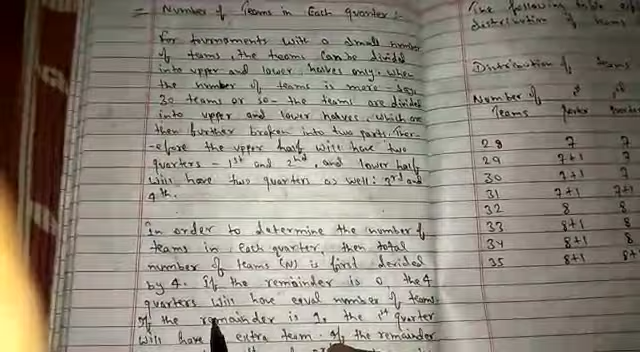 = Number of Teams in Each quarter :-
For tournaments with a small number
of teams, the teams can be divided
into upper and lower halves only. when
the number of teams is more - say
30 teams or so - the teams are divided
into upper and lower halves, which are
then further broken into two parts. Ther-
-efore the upper half will have two
quarters - 1st and 2nd, and lower half
will have two quarters as well: 3rd and
4th.
In order to determine the number of
teams in each quarter, then total
number of teams (N) is first devided
by 4. If the remainder is 0 the 4
quarters will have equal number of teams.
If the remainder is 1, the 1st quarter
will have extra team. If the remainder
The following table
distribution of teams
Distribution of teams
Number of
Teams
28 7 7
29 7+1 7
30 7+1 7
31 7+1 7+1
32 8 8
33 8+1 8
34 8+1 8
35 8+1 8+